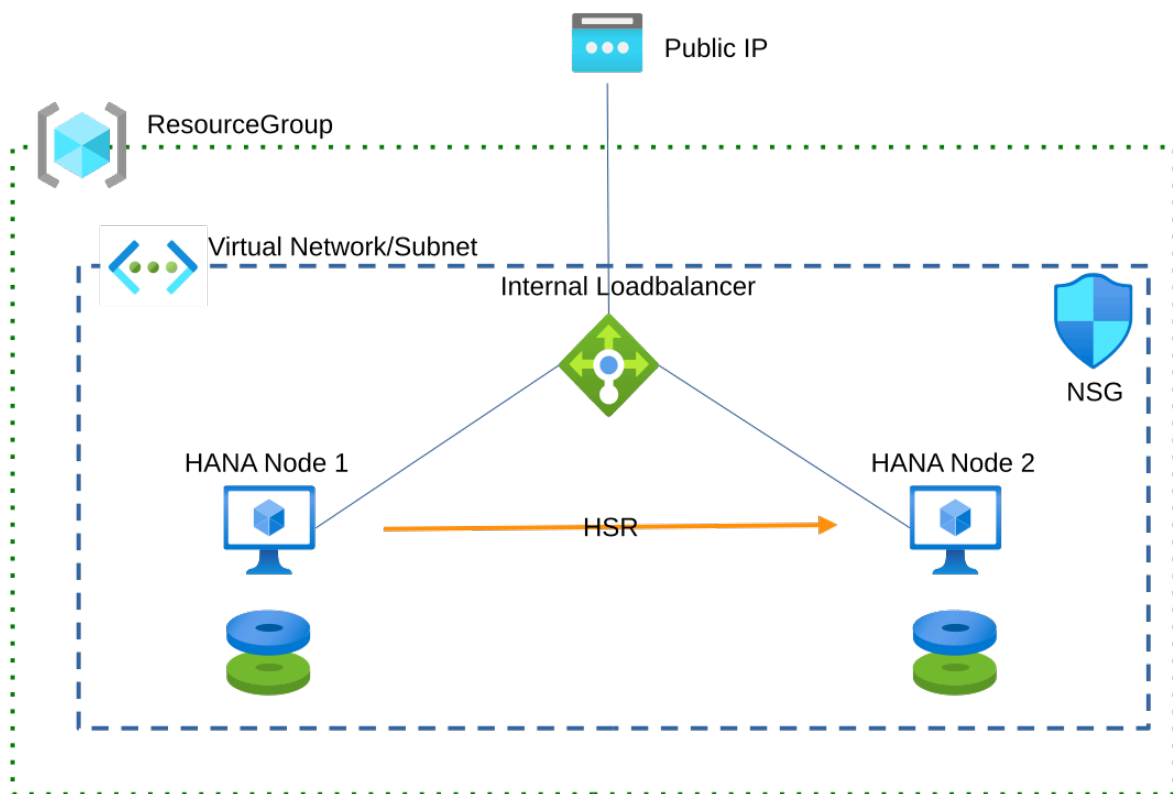 Public IP
ResourceGroup
Virtual Network/Subnet
Internal Loadbalancer
NSG
HANA Node 1
HANA Node 2
HSR